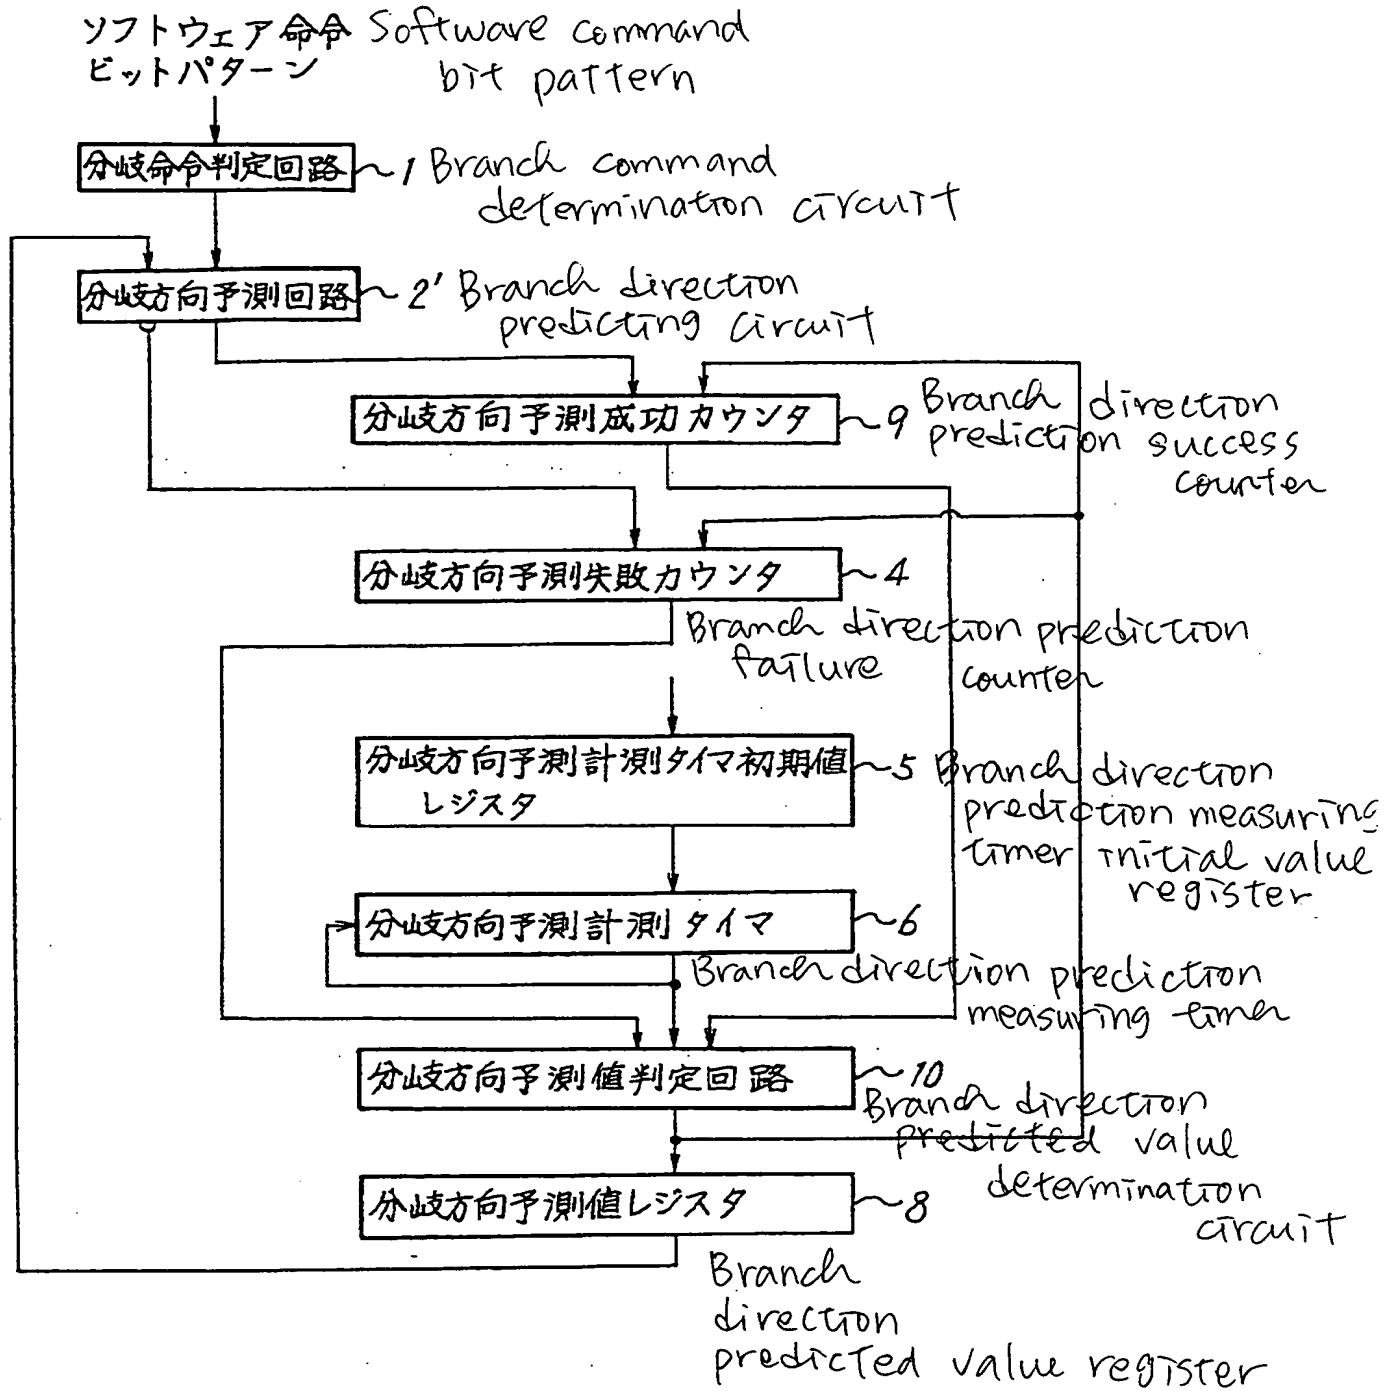 ソフトウェア命令 Software command
ビットパターン bit pattern
分岐命令判定回路 1 Branch command
determination circuit
分岐方向予測回路 2' Branch direction
predicting circuit
分岐方向予測成功カウンタ 9 Branch direction
prediction success
counter
分岐方向予測失敗カウンタ 4
Branch direction prediction
failure counter
分岐方向予測計測タイマ初期値 5 Branch direction
レジスタ prediction measuring
timer initial value
register
分岐方向予測計測タイマ 6
Branch direction prediction
measuring timer
分岐方向予測値判定回路 10
Branch direction
predicted value
determination
circuit
分岐方向予測値レジスタ 8
Branch
direction
predicted value register